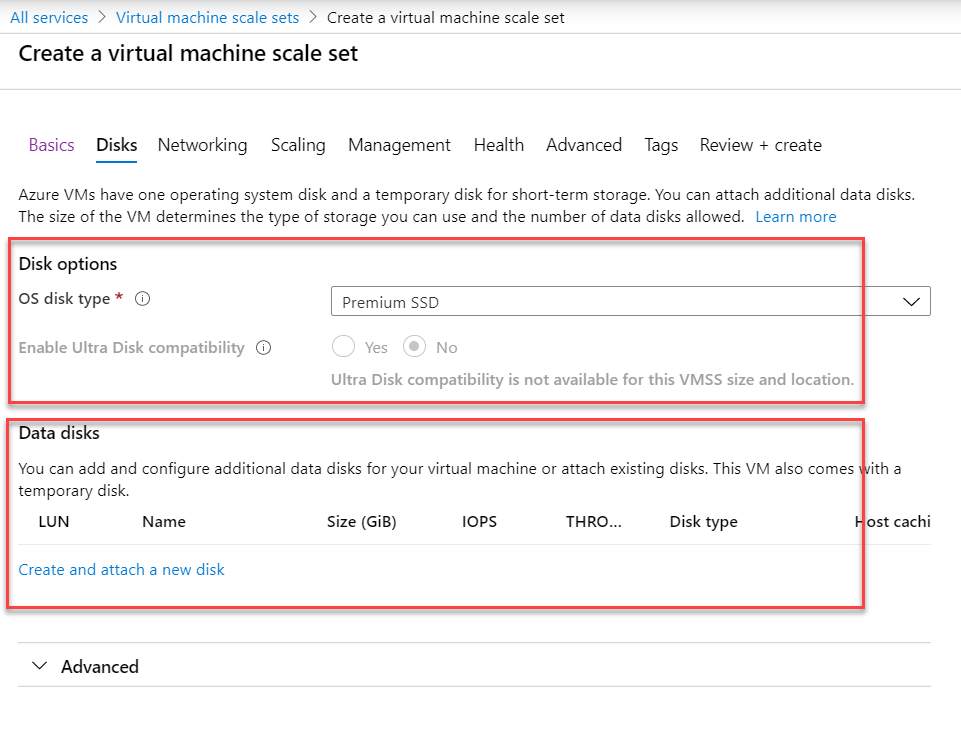 All services > Virtual machine scale sets > Create a virtual machine scale set
Create a virtual machine scale set
Basics Disks Networking Scaling Management Health Advanced Tags Review + create
Azure VMs have one operating system disk and a temporary disk for short-term storage. You can attach additional data disks.
The size of the VM determines the type of storage you can use and the number of data disks allowed. Learn more
Disk options
OS disk type * Premium SSD
Enable Ultra Disk compatibility Yes No
Ultra Disk compatibility is not available for this VMSS size and location.
Data disks
You can add and configure additional data disks for your virtual machine or attach existing disks. This VM also comes with a
temporary disk.
LUN Name Size (GiB) IOPS THRO... Disk type Host cachi
Create and attach a new disk
Advanced